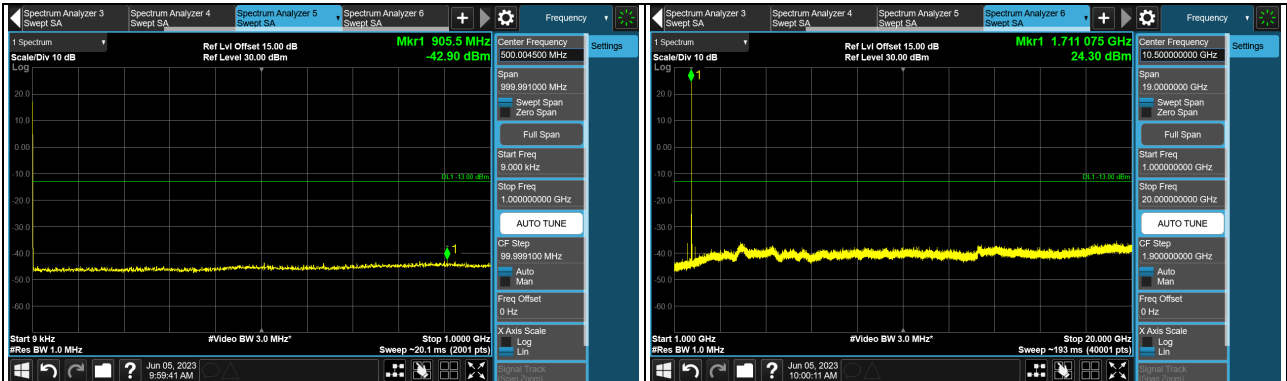 Spectrum Analyzer 3
Swept SA
Spectrum Analyzer 4
Swept SA
Spectrum Analyzer 5
Swept SA
Spectrum Analyzer 6
Swept SA
Frequency
1 Spectrum
Scale/Div 10 dB
Log
Ref Lvl Offset 15.00 dB
Ref Level 30.00 dBm
Mkr1 905.5 MHz
-42.90 dBm
20.0
10.0
0.00
-10.0
-20.0
-30.0
-40.0
-50.0
-60.0
DL1 -13.00 dBm
1
Start 9 kHz
#Res BW 1.0 MHz
#Video BW 3.0 MHz*
Stop 1.0000 GHz
Sweep ~20.1 ms (2001 pts)
Center Frequency
500.004500 MHz
Settings
Span
999.991000 MHz
Swept Span
Zero Span
Full Span
Start Freq
9.000 kHz
Stop Freq
1.000000000 GHz
AUTO TUNE
CF Step
99.999100 MHz
Auto
Man
Freq Offset
0 Hz
X Axis Scale
Log
Lin
Signal Track
(Span Zoom)
?
Jun 05, 2023
9:59:41 AM
Spectrum Analyzer 3
Swept SA
Spectrum Analyzer 4
Swept SA
Spectrum Analyzer 5
Swept SA
Spectrum Analyzer 6
Swept SA
Frequency
1 Spectrum
Scale/Div 10 dB
Log
Ref Lvl Offset 15.00 dB
Ref Level 30.00 dBm
Mkr1 1.711 075 GHz
24.30 dBm
1
20.0
10.0
0.00
-10.0
-20.0
-30.0
-40.0
-50.0
-60.0
DL1 -13.00 dBm
Start 1.000 GHz
#Res BW 1.0 MHz
#Video BW 3.0 MHz*
Stop 20.000 GHz
Sweep ~193 ms (40001 pts)
Center Frequency
10.500000000 GHz
Settings
Span
19.0000000 GHz
Swept Span
Zero Span
Full Span
Start Freq
1.000000000 GHz
Stop Freq
20.000000000 GHz
AUTO TUNE
CF Step
1.900000000 GHz
Auto
Man
Freq Offset
0 Hz
X Axis Scale
Log
Lin
Signal Track
(Span Zoom)
?
Jun 05, 2023
10:00:11 AM